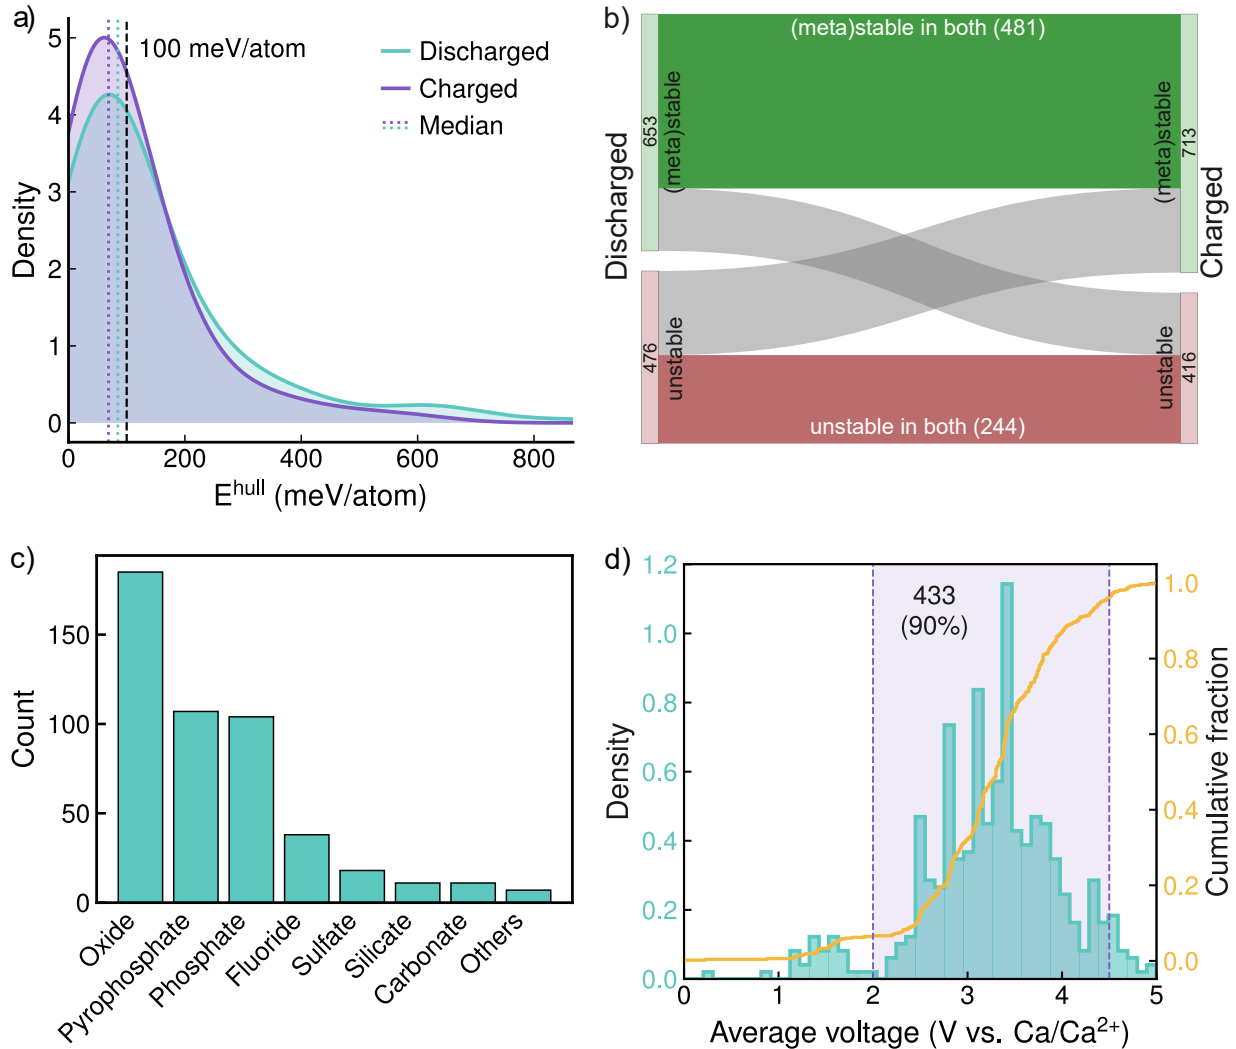 a)
100 meV/atom
Discharged
Charged
Median
Density
5
4
3
2
1
0
0 200 400 600 800
E^hull (meV/atom)
b)
(meta)stable in both (481)
Discharged
653
(meta)stable
476
unstable
(meta)stable
713
unstable
416
Charged
unstable in both (244)
c)
Count
150
100
50
0
Oxide
Pyrophosphate
Phosphate
Fluoride
Sulfate
Silicate
Carbonate
Others
d)
433
(90%)
Density
1.2
1.0
0.8
0.6
0.4
0.2
0.0
0 1 2 3 4 5
Average voltage (V vs. Ca/Ca²⁺)
1.0
0.8
0.6
0.4
0.2
0.0
Cumulative fraction